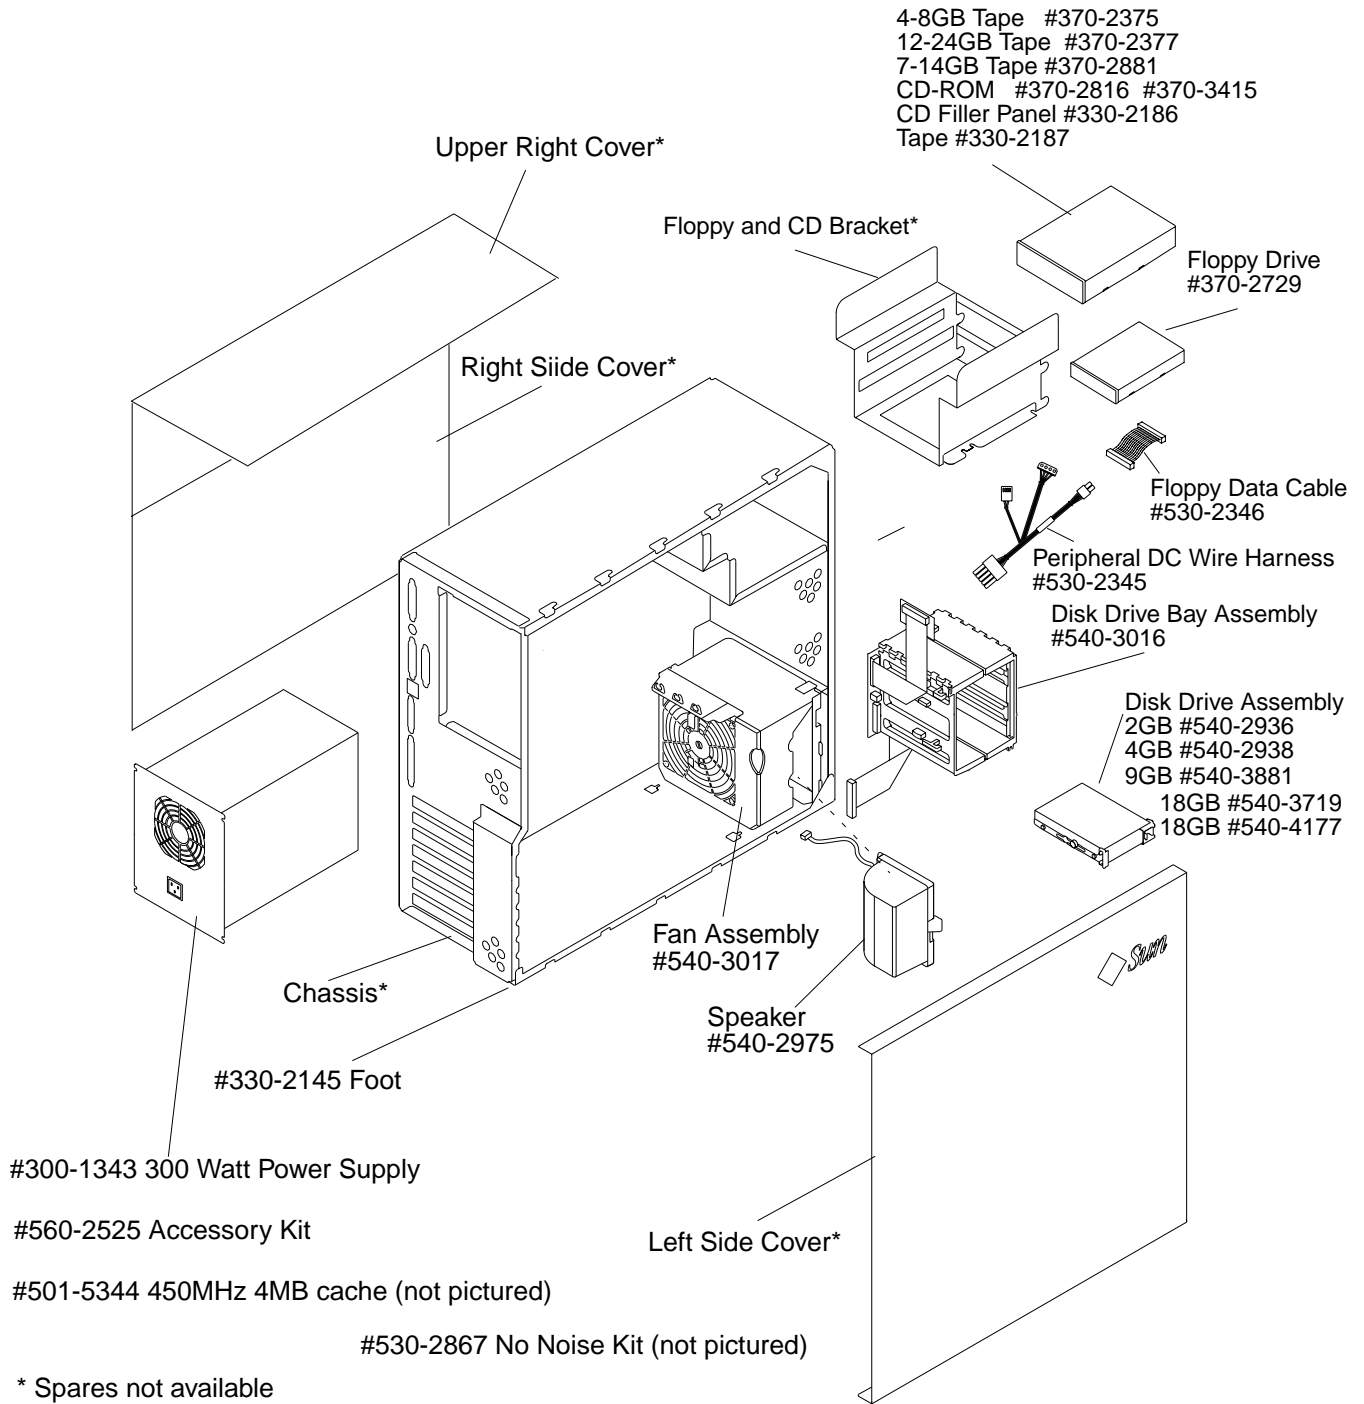 4-8GB Tape #370-2375
12-24GB Tape #370-2377
7-14GB Tape #370-2881
CD-ROM #370-2816 #370-3415
CD Filler Panel #330-2186
Tape #330-2187
Upper Right Cover*
Floppy and CD Bracket*
Floppy Drive
#370-2729
Right Siide Cover*
Floppy Data Cable
#530-2346
Peripheral DC Wire Harness
#530-2345
Disk Drive Bay Assembly
#540-3016
Disk Drive Assembly
2GB #540-2936
4GB #540-2938
9GB #540-3881
18GB #540-3719
18GB #540-4177
Fan Assembly
#540-3017
Sun
Chassis*
Speaker
#540-2975
#330-2145 Foot
#300-1343 300 Watt Power Supply
#560-2525 Accessory Kit
Left Side Cover*
#501-5344 450MHz 4MB cache (not pictured)
#530-2867 No Noise Kit (not pictured)
* Spares not available